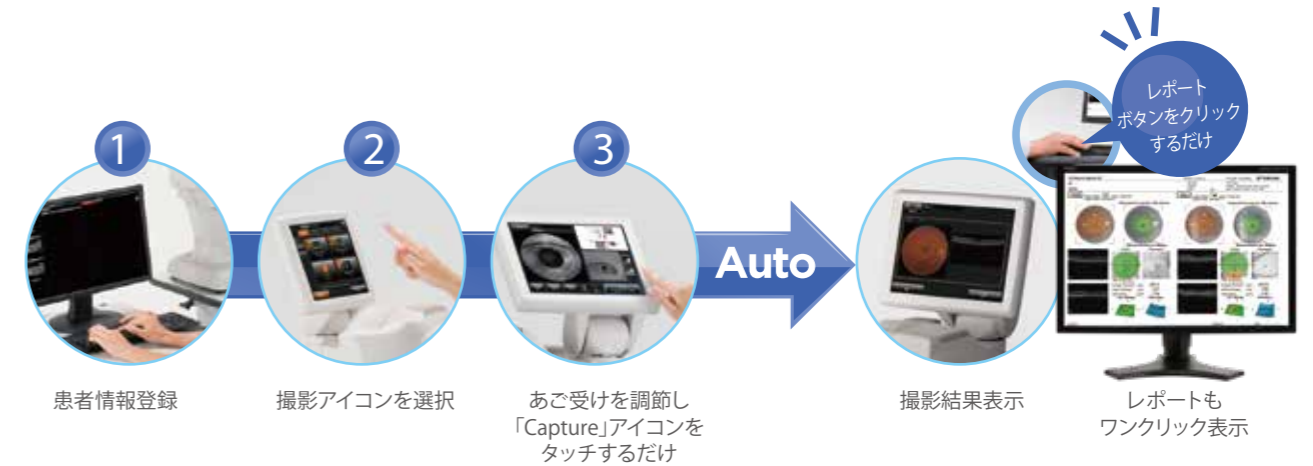 1
2
3
Auto
レポート
ボタンをクリック
するだけ
患者情報登録
撮影アイコンを選択
あご受けを調節し
「Capture」アイコンを
タッチするだけ
撮影結果表示
レポートも
ワンクリック表示